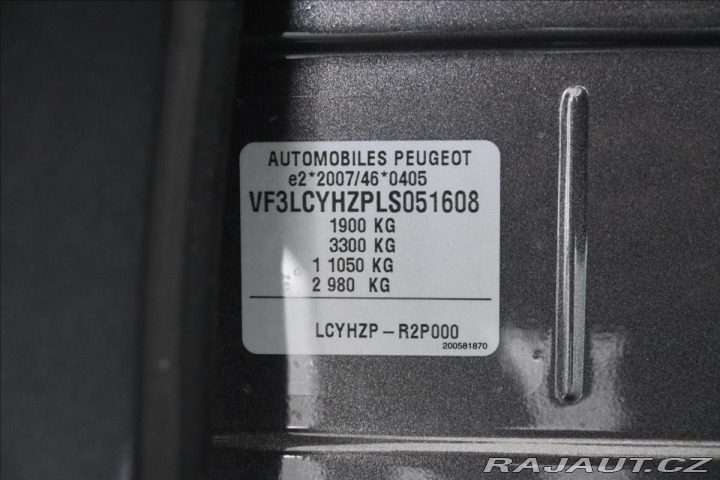 AUTOMOBILES PEUGEOT
e2*2007/46*0405
VF3LCYHZPLS051608
1900 KG
3300 KG
1 1050 KG
2 980 KG
LCYHZP - R2P000
200581870
RAJAUT.CZ